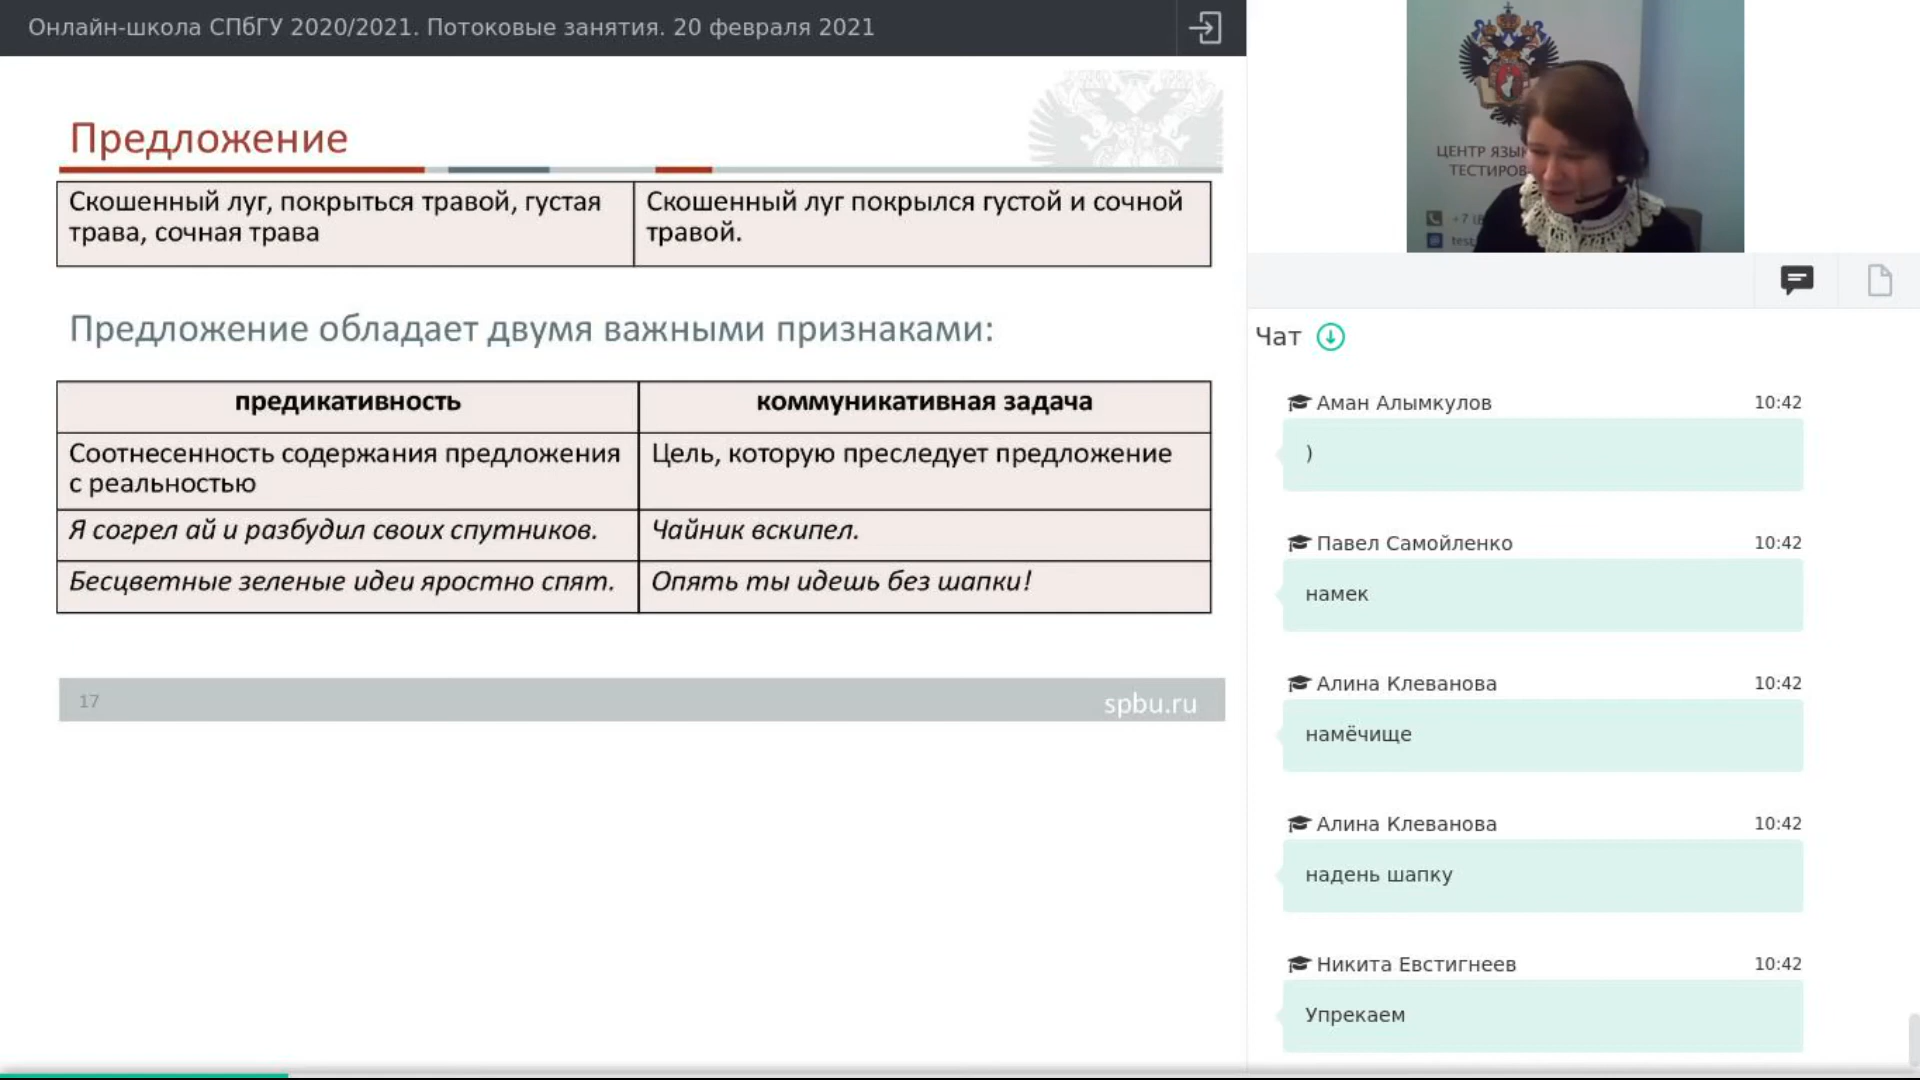 Онлайн-школа СПбГУ 2020/2021. Потоковые занятия. 20 февраля 2021
Предложение
Скошенный луг, покрыться травой, густая
трава, сочная трава
Скошенный луг покрылся густой и сочной
травой.
Предложение обладает двумя важными признаками:
предикативность
коммуникативная задача
Соотнесенность содержания предложения
с реальностью
Цель, которую преследует предложение
Я согрел ай и разбудил своих спутников.
Чайник вскипел.
Бесцветные зеленые идеи яростно спят.
Опять ты идешь без шапки!
17
spbu.ru
ЦЕНТР
+7
Чат
Аман Алымкулов 10:42
)
Павел Самойленко 10:42
намек
Алина Клеванова 10:42
намёчище
Алина Клеванова 10:42
надень шапку
Никита Евстигнеев 10:42
Упрекаем